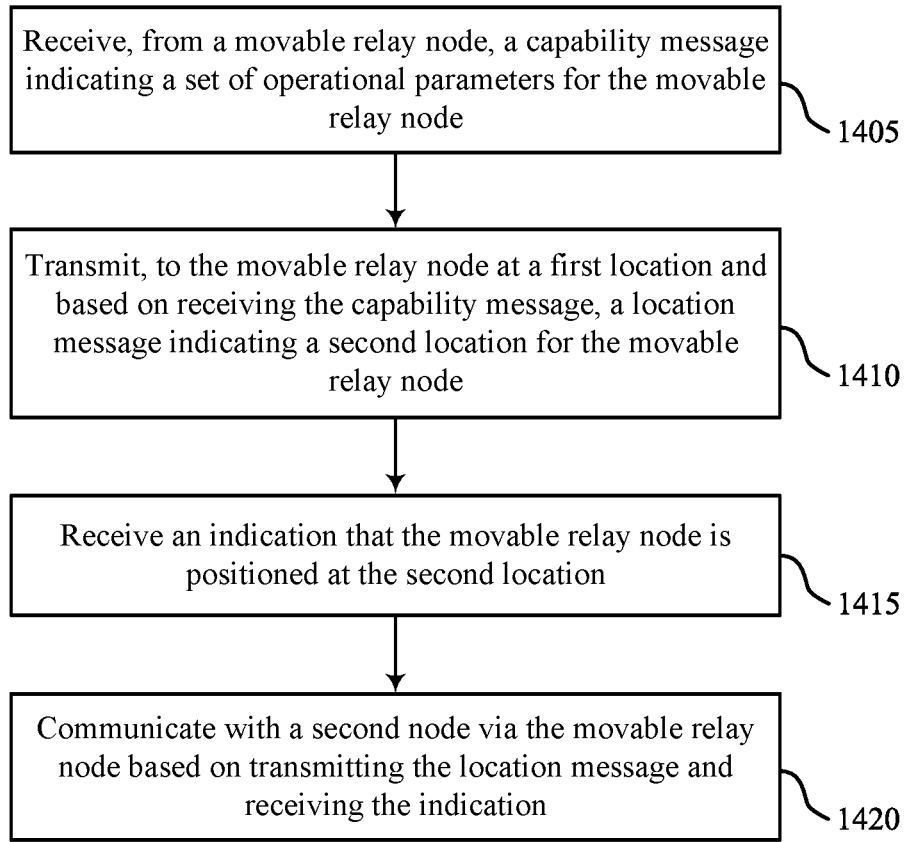 Receive, from a movable relay node, a capability message
indicating a set of operational parameters for the movable
relay node
1405
Transmit, to the movable relay node at a first location and
based on receiving the capability message, a location
message indicating a second location for the movable
relay node
1410
Receive an indication that the movable relay node is
positioned at the second location
1415
Communicate with a second node via the movable relay
node based on transmitting the location message and
receiving the indication
1420